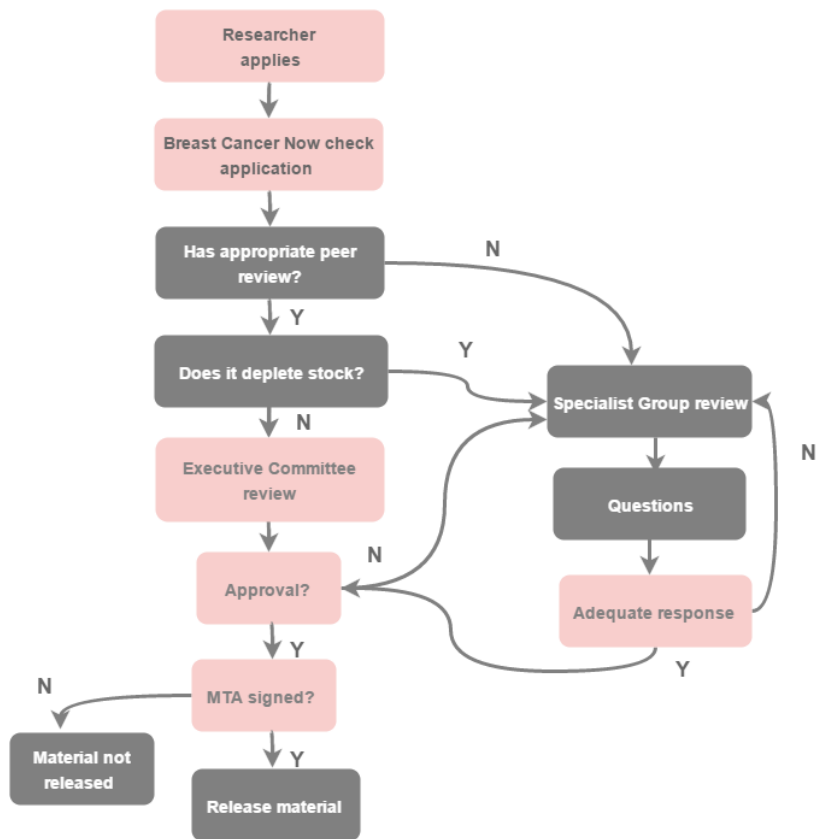 Researcher
applies
Breast Cancer Now check
application
Has appropriate peer
review?
N
Y
Does it deplete stock?
Y
Specialist Group review
N
N
Executive Committee
review
Questions
N
Approval?
Adequate response
Y
Y
MTA signed?
N
Material not
released
Y
Release material